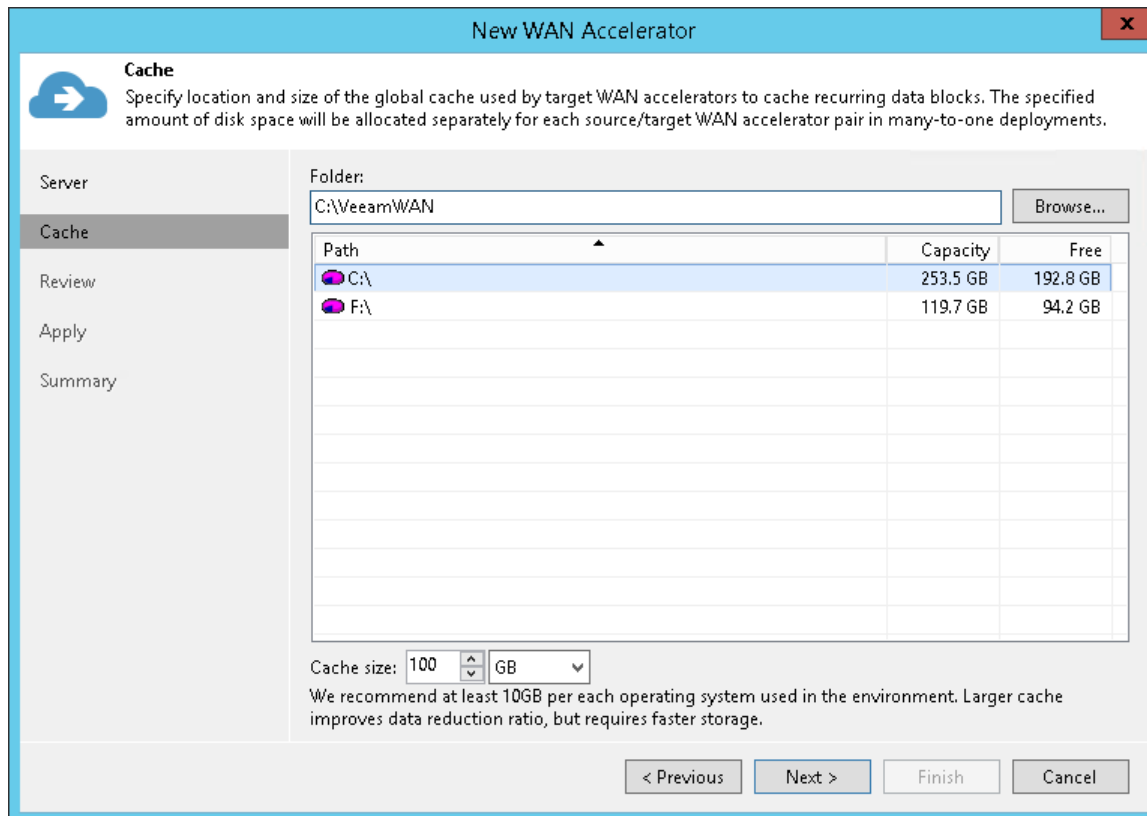 New WAN Accelerator
x
Cache
Specify location and size of the global cache used by target WAN accelerators to cache recurring data blocks. The specified
amount of disk space will be allocated separately for each source/target WAN accelerator pair in many-to-one deployments.
Server
Cache
Review
Apply
Summary
Folder:
C:\VeeamWAN
Browse...
Path Capacity Free
C:\ 253.5 GB 192.8 GB
F:\ 119.7 GB 94.2 GB
Cache size: 100 GB
We recommend at least 10GB per each operating system used in the environment. Larger cache
improves data reduction ratio, but requires faster storage.
< Previous Next > Finish Cancel